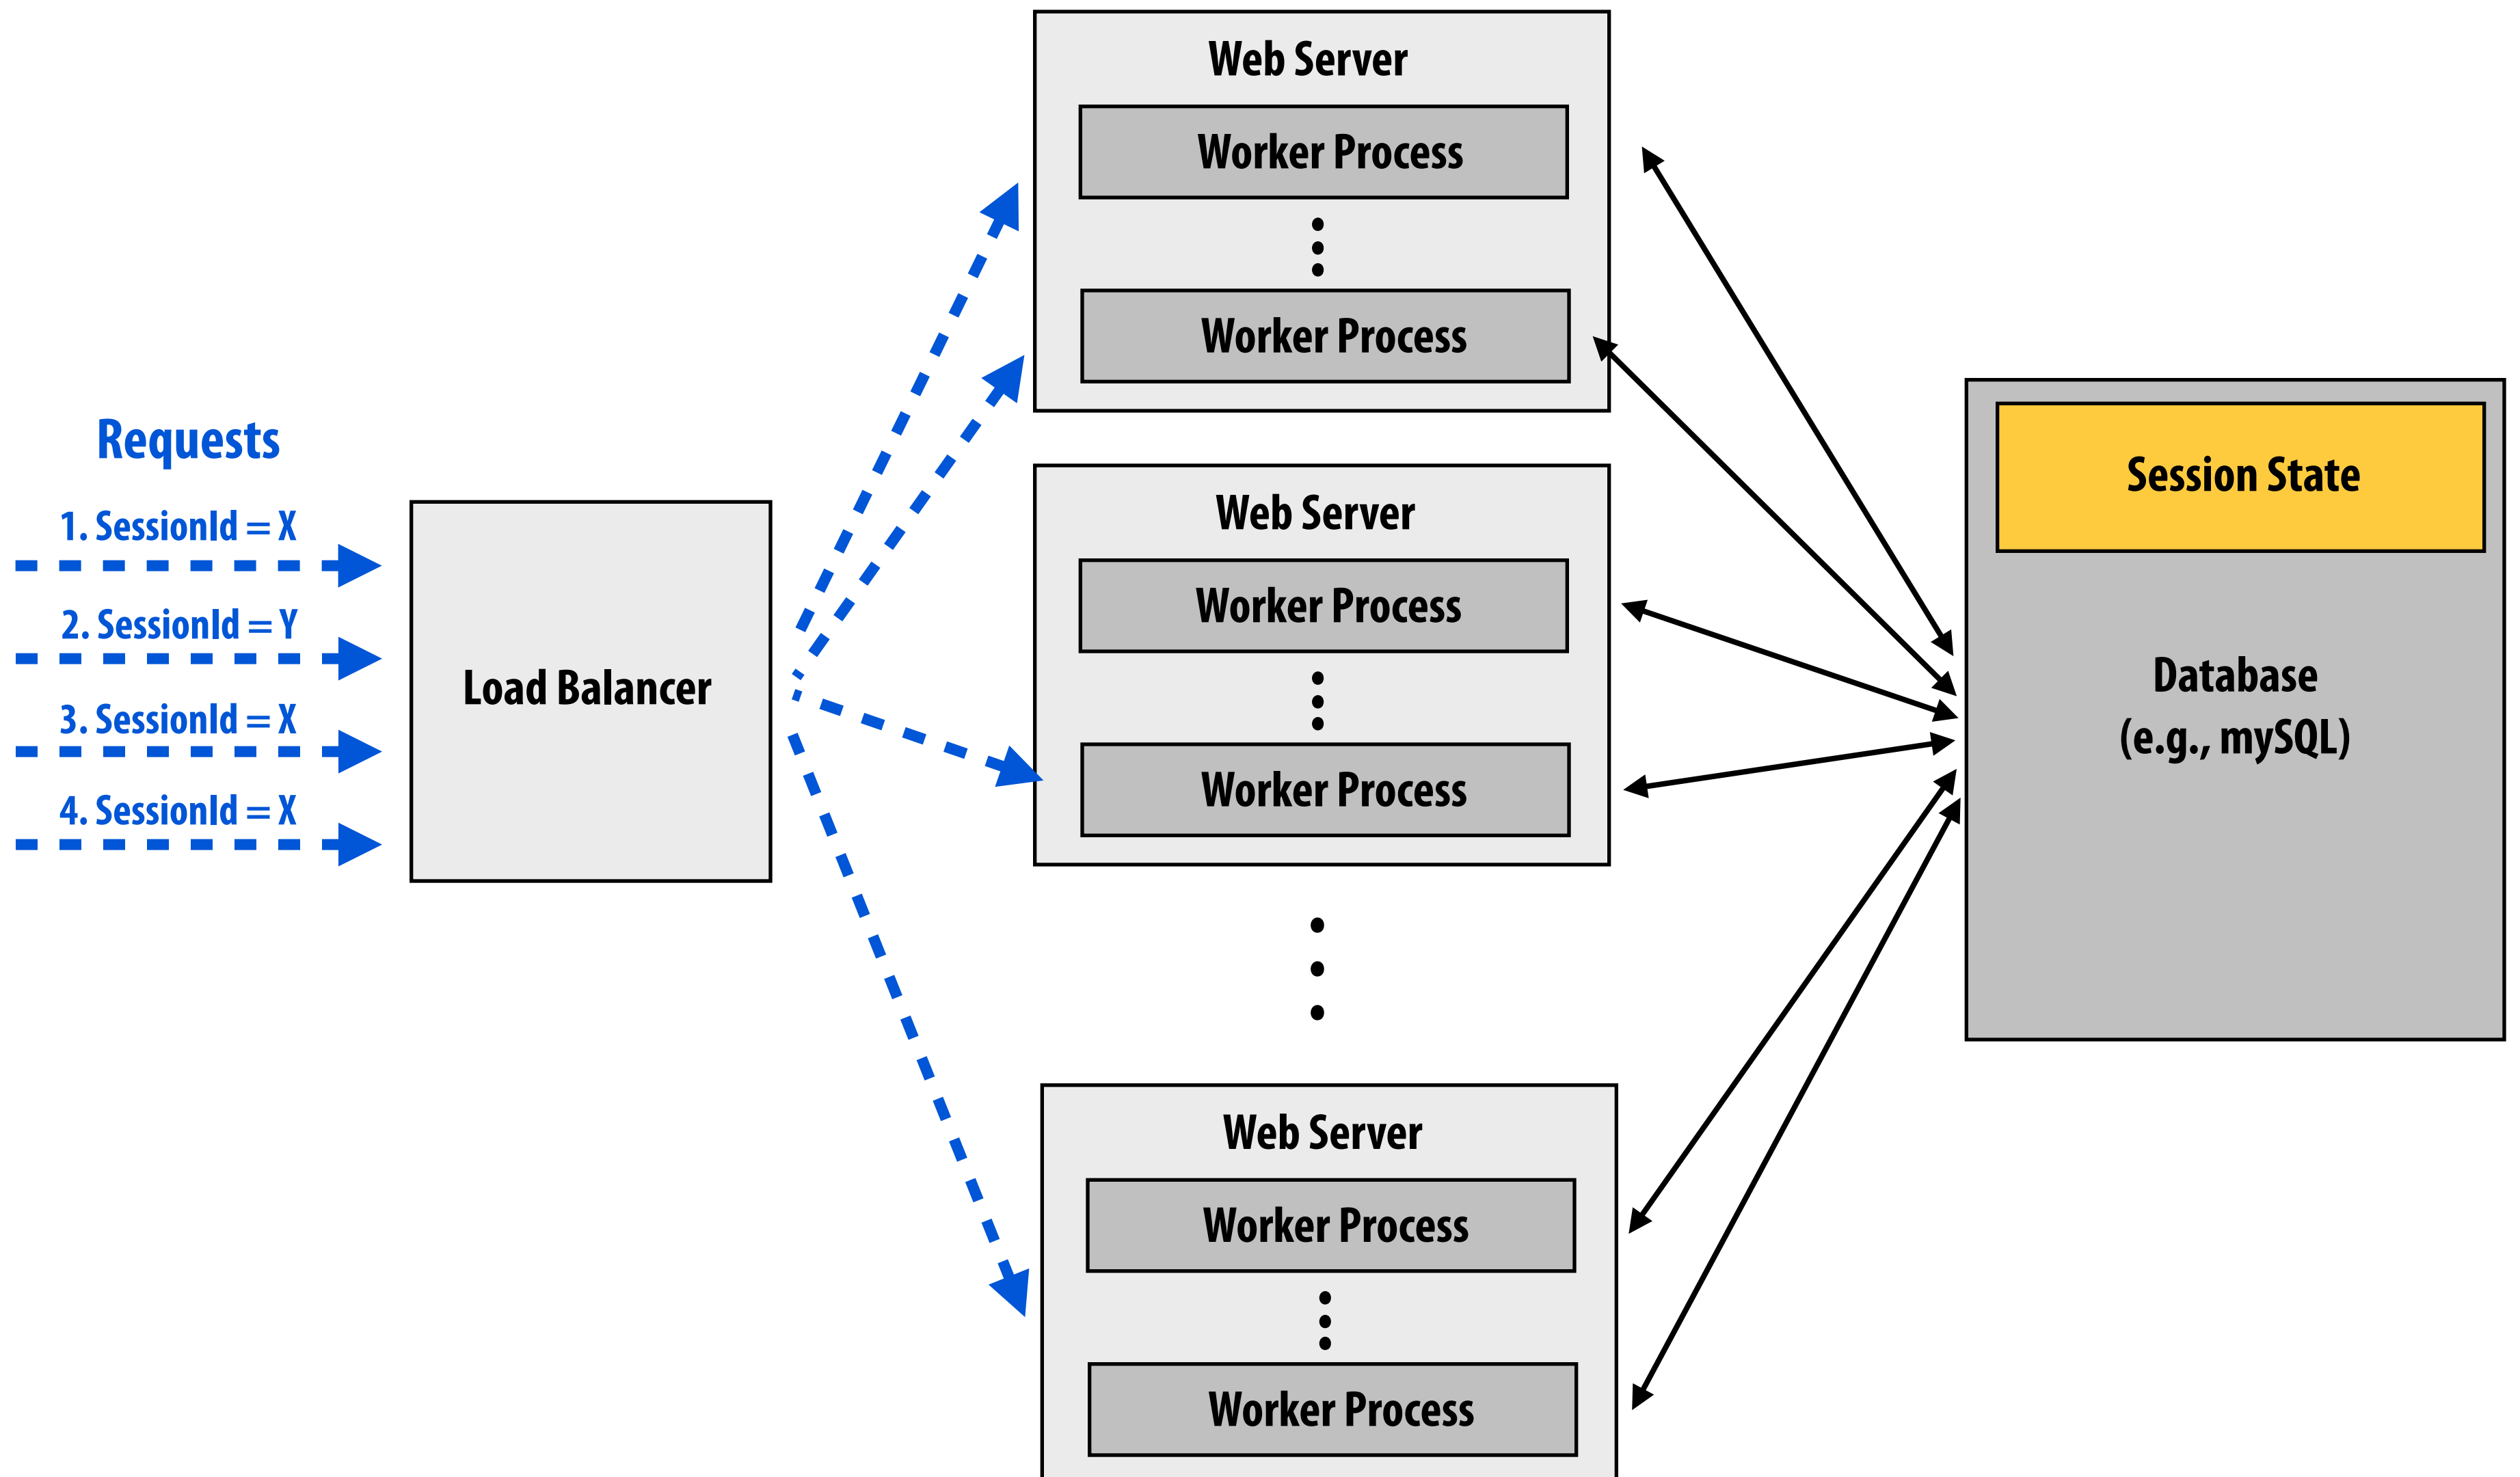 Requests
1. SessionId = X
2. SessionId = Y
3. SessionId = X
4. SessionId = X
Load Balancer
Web Server
Worker Process
Worker Process
Web Server
Worker Process
Worker Process
Web Server
Worker Process
Worker Process
Session State
Database
(e.g., mySQL)